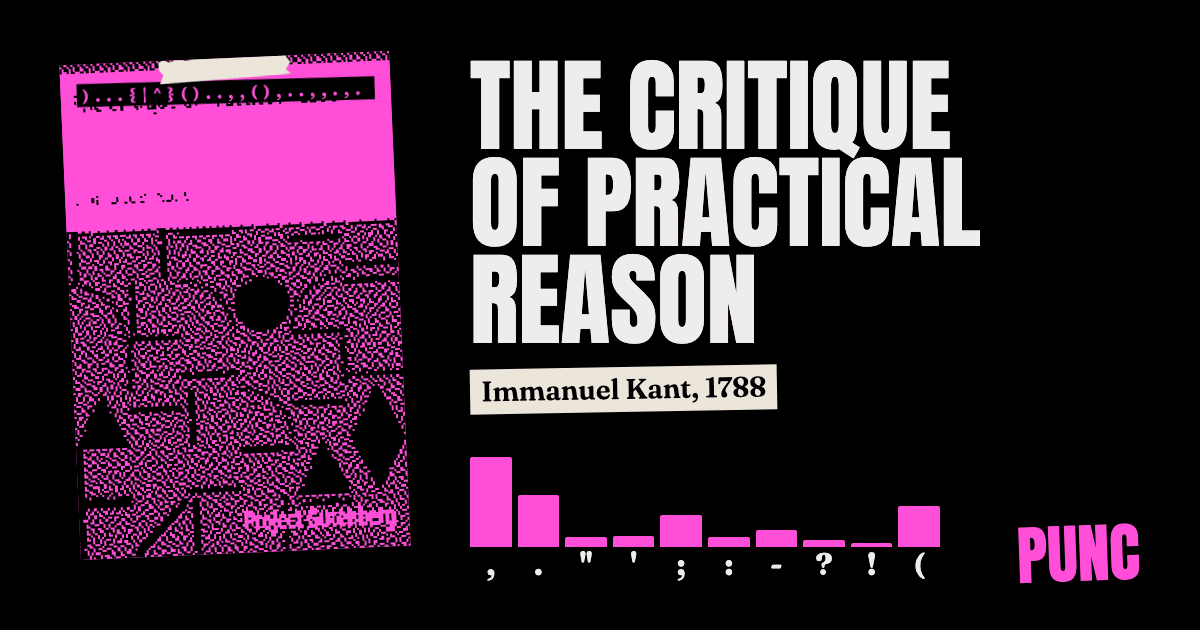 )...{|^}()..,,(),..,,.,.
THE CRITIQUE
OF PRACTICAL
REASON
Immanuel Kant, 1788
, . " ' ; : - ? ! (
Project Gutenberg
PUNC